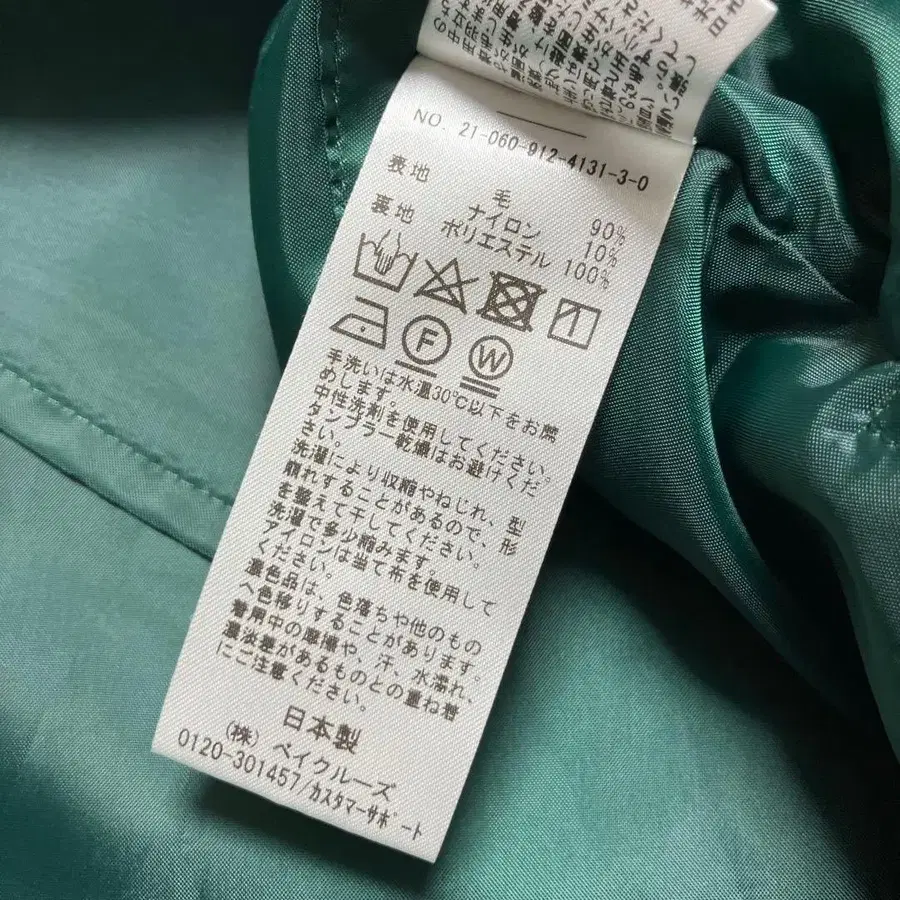 NO. 21-060-912-4131-3-0
表地 毛 90%
ナイロン 10%
裏地 ポリエステル 100%
F
W
手洗いは水温30℃以下をお薦
めします。
中性洗剤を使用してください。
タンブラー乾燥はお避けくだ
さい。
洗濯により収縮やねじれ、型
崩れすることがあるので、形
を整えて干してください。
洗濯で多少縮みます。
アイロンは当て布を使用して
ください。
濃色品は、色落ちや他のもの
へ色移りすることがあります。
着用中の摩擦や、汗、水濡れ、
濃淡差があるものとの重ね着
にご注意ください。
日本製
(株) ベイクルーズ
0120-301457/カスタマーサポート